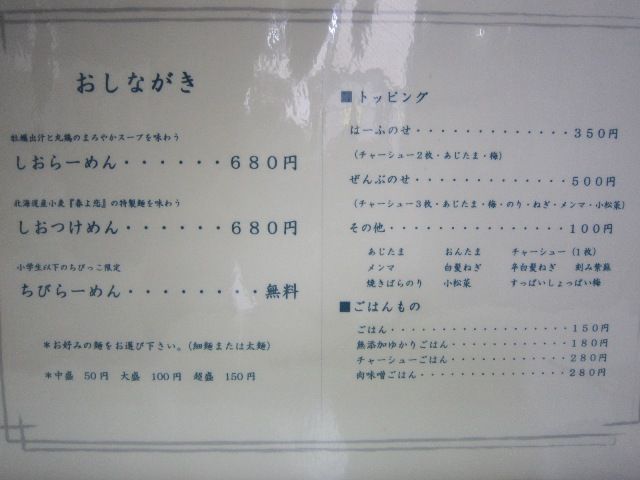 おしながき
牡蠣出汁と丸鶏のまろやかスープを味わう
しおらーめん・・・・・・680円
北海道産小麦『春よ恋』の特製麺を味わう
しおつけめん・・・・・・680円
小学生以下のちびっこ限定
ちびらーめん・・・・・・・・無料
*お好みの麺をお選び下さい。(細麺または太麺)
*中盛 50円 大盛 100円 超盛 150円
■トッピング
はーふのせ・・・・・・・・・・・・・350円
(チャーシュー2枚・あじたま・梅)
ぜんぶのせ・・・・・・・・・・・・・500円
(チャーシュー3枚・あじたま・梅・のり・ねぎ・メンマ・小松菜)
その他・・・・・・・・・・・・・・・100円
あじたま おんたま チャーシュー(1枚)
メンマ 白髪ねぎ 辛白髪ねぎ 刻み紫蘇
焼きばらのり 小松菜 すっぱいしょっぱい梅
■ごはんもの
ごはん・・・・・・・・・・・・・・・・・150円
無添加ゆかりごはん・・・・・・・・・・・180円
チャーシューごはん・・・・・・・・・・・280円
肉味噌ごはん・・・・・・・・・・・・・・280円